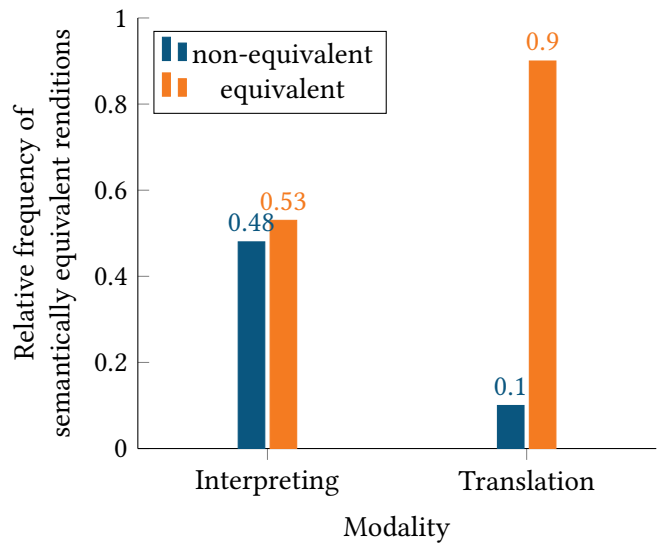 Relative frequency of
semantically equivalent renditions
1
0.8
0.6
0.4
0.2
0
non-equivalent
equivalent
0.48
0.53
0.1
0.9
Interpreting
Translation
Modality